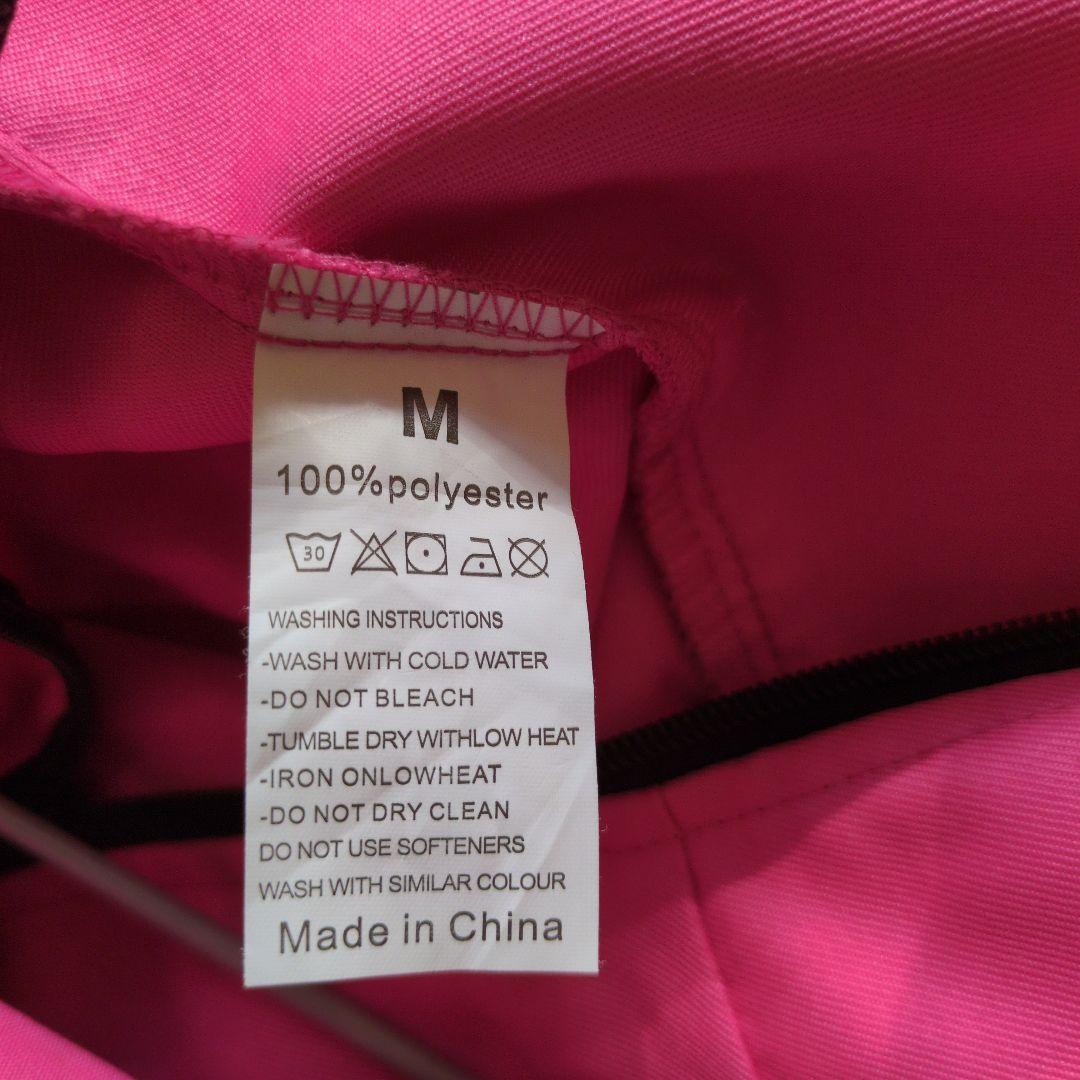 M
100%polyester
30
WASHING INSTRUCTIONS
-WASH WITH COLD WATER
-DO NOT BLEACH
-TUMBLE DRY WITHLOW HEAT
-IRON ONLOWHEAT
-DO NOT DRY CLEAN
DO NOT USE SOFTENERS
WASH WITH SIMILAR COLOUR
Made in China